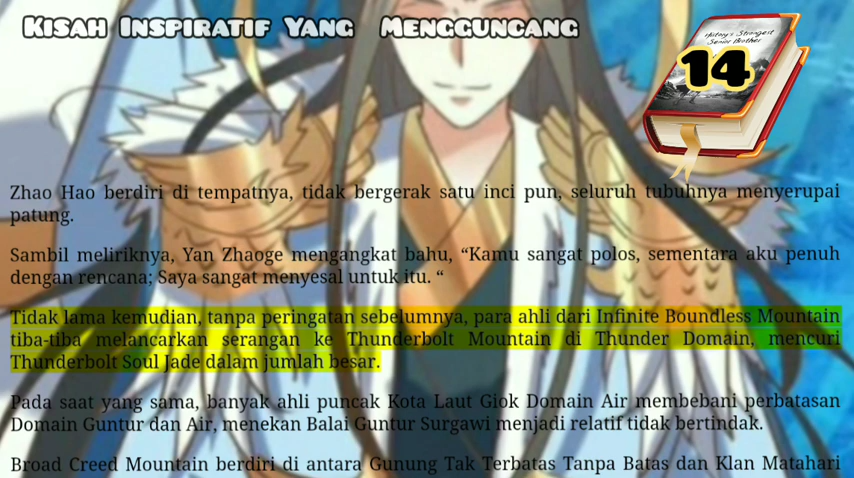 Kisah Inspiratif Yang Mengguncang
History's Strongest
Senior Brother
14
Zhao Hao berdiri di tempatnya, tidak bergerak satu inci pun, seluruh tubuhnya menyerupai
patung.
Sambil meliriknya, Yan Zhaoge mengangkat bahu, “Kamu sangat polos, sementara aku penuh
dengan rencana; Saya sangat menyesal untuk itu. “
Tidak lama kemudian, tanpa peringatan sebelumnya, para ahli dari Infinite Boundless Mountain
tiba-tiba melancarkan serangan ke Thunderbolt Mountain di Thunder Domain, mencuri
Thunderbolt Soul Jade dalam jumlah besar.
Pada saat yang sama, banyak ahli puncak Kota Laut Giok Domain Air membebani perbatasan
Domain Guntur dan Air, menekan Balai Guntur Surgawi menjadi relatif tidak bertindak.
Broad Creed Mountain berdiri di antara Gunung Tak Terbatas Tanpa Batas dan Klan Matahari